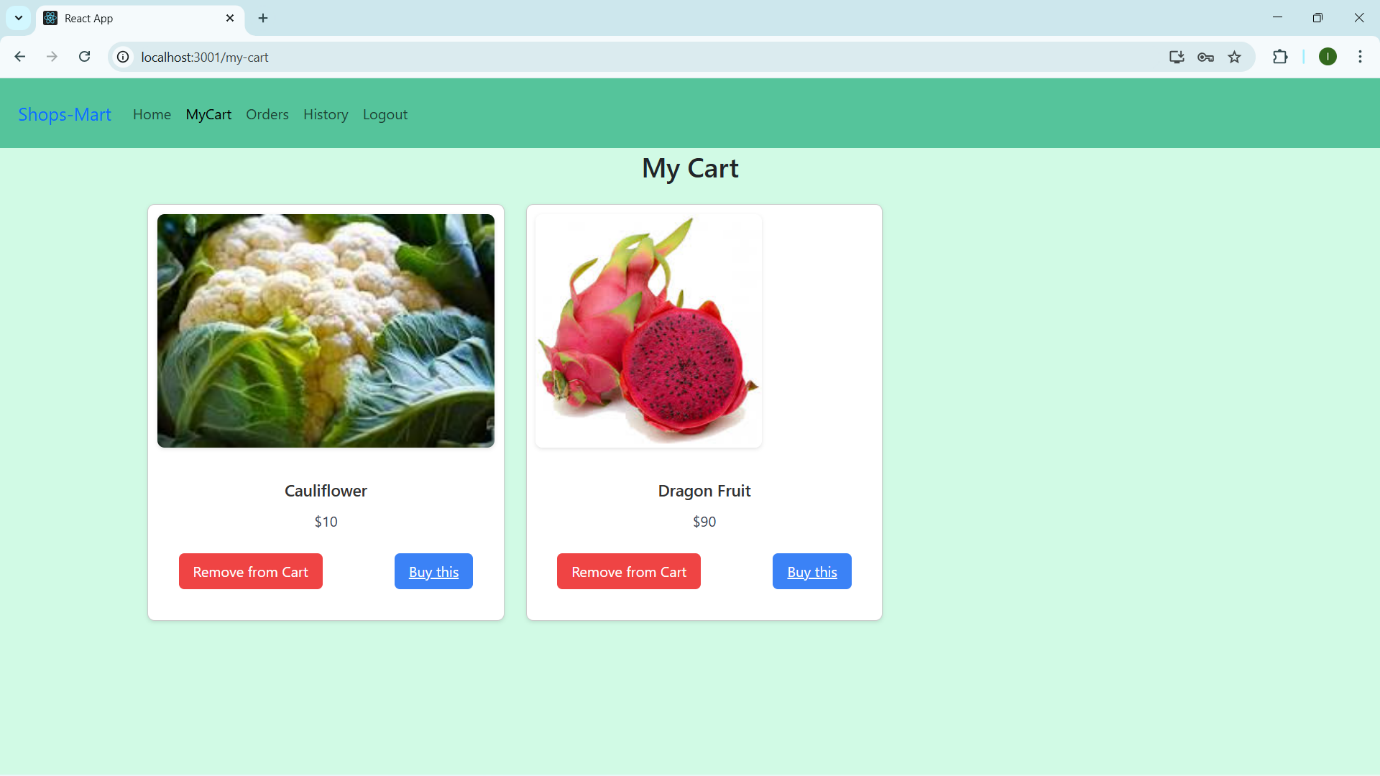 React App
localhost:3001/my-cart
I
Shops-Mart Home MyCart Orders History Logout
My Cart
Cauliflower
$10
Remove from Cart Buy this
Dragon Fruit
$90
Remove from Cart Buy this